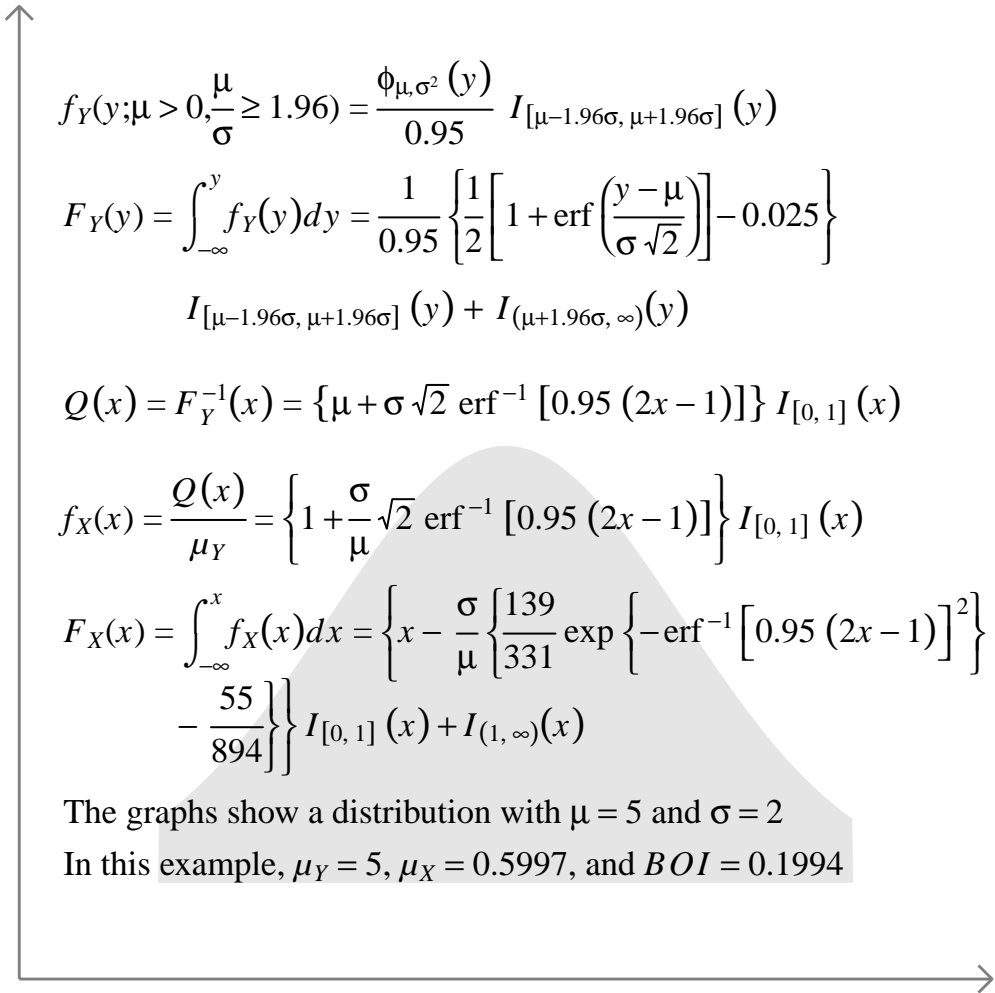 f_Y(y;μ > 0, μ/σ ≥ 1.96) = ϕ_{μ,σ²} (y) / 0.95 I_{[μ−1.96σ, μ+1.96σ]} (y)
F_Y(y) = ∫_{−∞}^{y} f_Y(y)dy = 1/0.95 {1/2 [1 + erf ((y − μ)/(σ√2))] − 0.025}
I_{[μ−1.96σ, μ+1.96σ]} (y) + I_{(μ+1.96σ, ∞)}(y)
Q(x) = F_Y^{−1}(x) = {μ + σ√2 erf^{−1} [0.95 (2x − 1)]} I_{[0, 1]} (x)
f_X(x) = Q(x)/μ_Y = {1 + σ/μ √2 erf^{−1} [0.95 (2x − 1)]} I_{[0, 1]} (x)
F_X(x) = ∫_{−∞}^{x} f_X(x)dx = {x − σ/μ {139/331 exp {−erf^{−1} [0.95 (2x − 1)]^2}
− 55/894}} I_{[0, 1]} (x) + I_{(1, ∞)}(x)
The graphs show a distribution with μ = 5 and σ = 2
In this example, μ_Y = 5, μ_X = 0.5997, and BOI = 0.1994